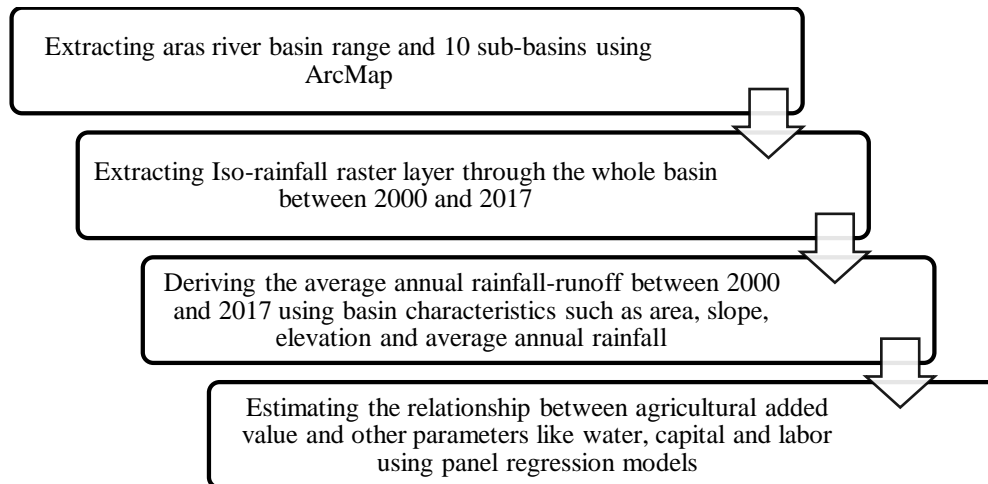 Extracting aras river basin range and 10 sub-basins using
ArcMap
Extracting Iso-rainfall raster layer through the whole basin
between 2000 and 2017
Deriving the average annual rainfall-runoff between 2000
and 2017 using basin characteristics such as area, slope,
elevation and average annual rainfall
Estimating the relationship between agricultural added
value and other parameters like water, capital and labor
using panel regression models